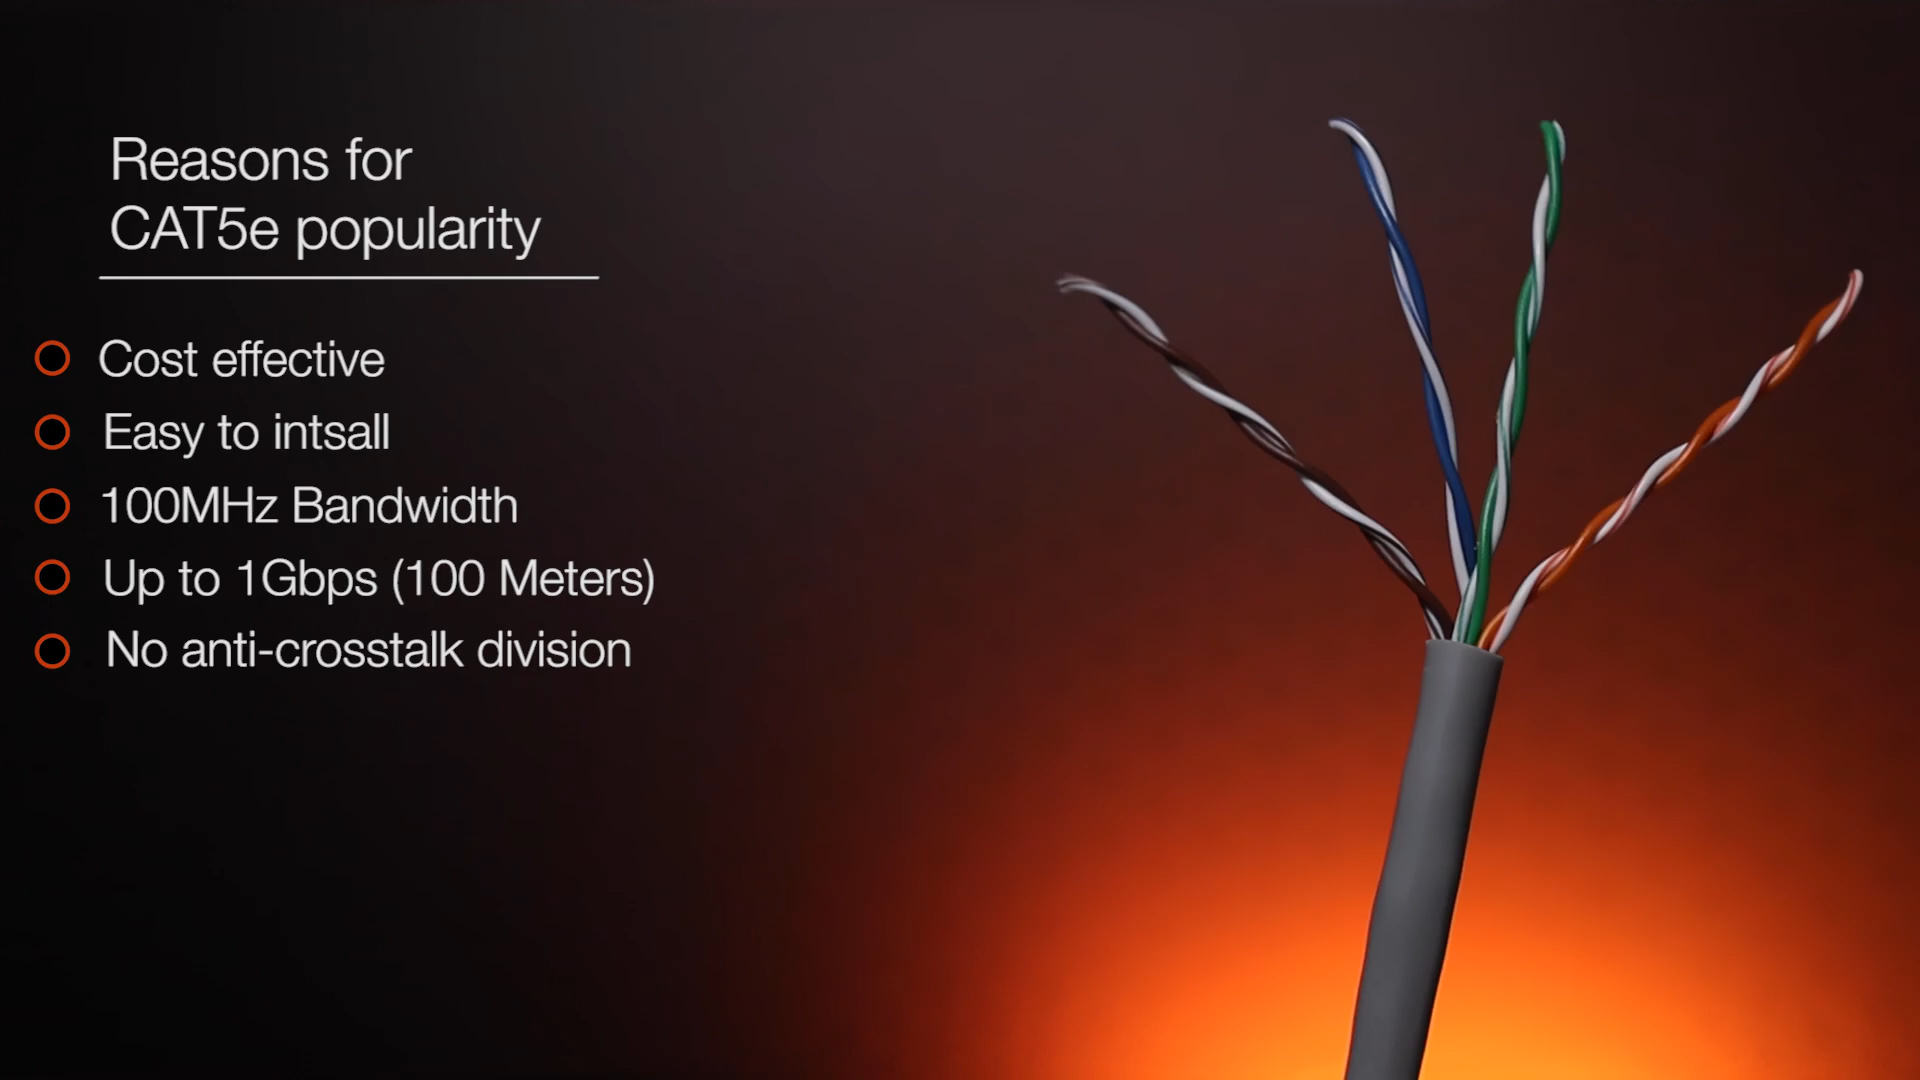 Reasons for
CAT5e popularity
Cost effective
Easy to intsall
100MHz Bandwidth
Up to 1Gbps (100 Meters)
No anti-crosstalk division